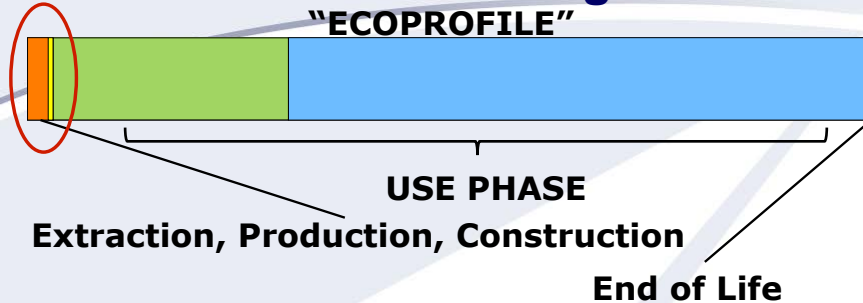 “ECOPROFILE”
USE PHASE
Extraction, Production, Construction
End of Life